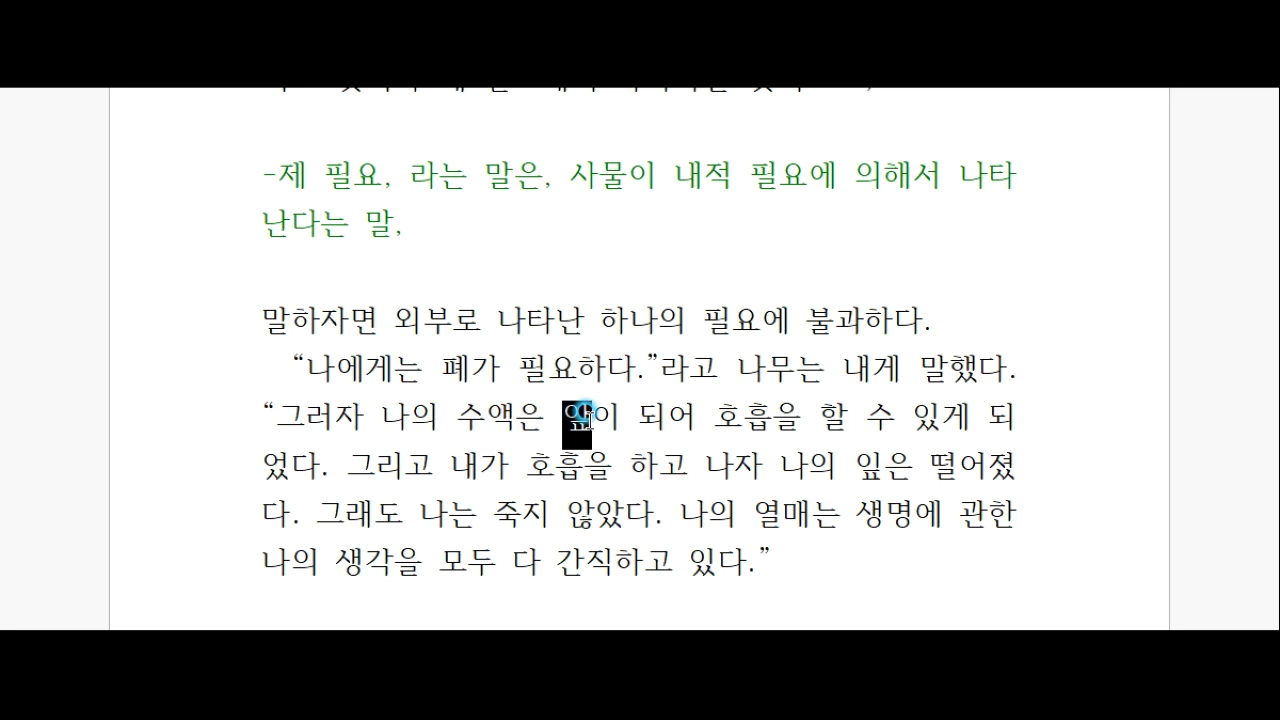 -제 필요, 라는 말은, 사물이 내적 필요에 의해서 나타
난다는 말,
말하자면 외부로 나타난 하나의 필요에 불과하다.
“나에게는 폐가 필요하다.”라고 나무는 내게 말했다.
“그러자 나의 수액은 잎이 되어 호흡을 할 수 있게 되
었다. 그리고 내가 호흡을 하고 나자 나의 잎은 떨어졌
다. 그래도 나는 죽지 않았다. 나의 열매는 생명에 관한
나의 생각을 모두 다 간직하고 있다.”